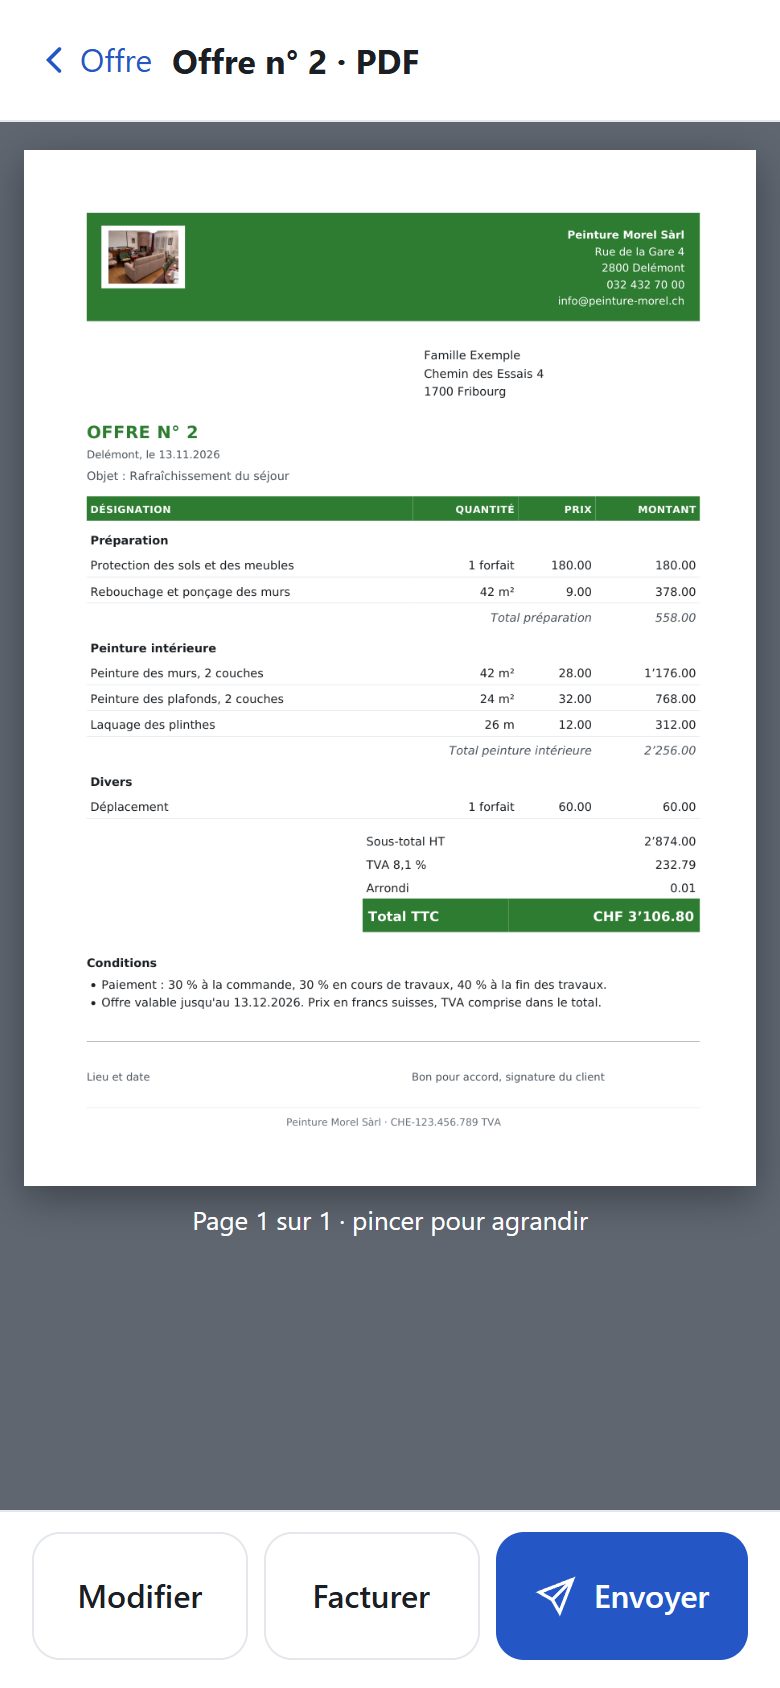 Offre Offre n° 2 · PDF
Peinture Morel Sàrl
Rue de la Gare 4
2800 Delémont
032 432 70 00
info@peinture-morel.ch
Famille Exemple
Chemin des Essais 4
1700 Fribourg
OFFRE N° 2
Delémont, le 13.11.2026
Objet : Rafraîchissement du séjour
DÉSIGNATION QUANTITÉ PRIX MONTANT
Préparation
Protection des sols et des meubles 1 forfait 180.00 180.00
Rebouchage et ponçage des murs 42 m² 9.00 378.00
Total préparation 558.00
Peinture intérieure
Peinture des murs, 2 couches 42 m² 28.00 1’176.00
Peinture des plafonds, 2 couches 24 m² 32.00 768.00
Laquage des plinthes 26 m 12.00 312.00
Total peinture intérieure 2’256.00
Divers
Déplacement 1 forfait 60.00 60.00
Sous-total HT 2’874.00
TVA 8,1 % 232.79
Arrondi 0.01
Total TTC CHF 3’106.80
Conditions
• Paiement : 30 % à la commande, 30 % en cours de travaux, 40 % à la fin des travaux.
• Offre valable jusqu'au 13.12.2026. Prix en francs suisses, TVA comprise dans le total.
Lieu et date Bon pour accord, signature du client
Peinture Morel Sàrl · CHE-123.456.789 TVA
Page 1 sur 1 · pincer pour agrandir
Modifier Facturer Envoyer